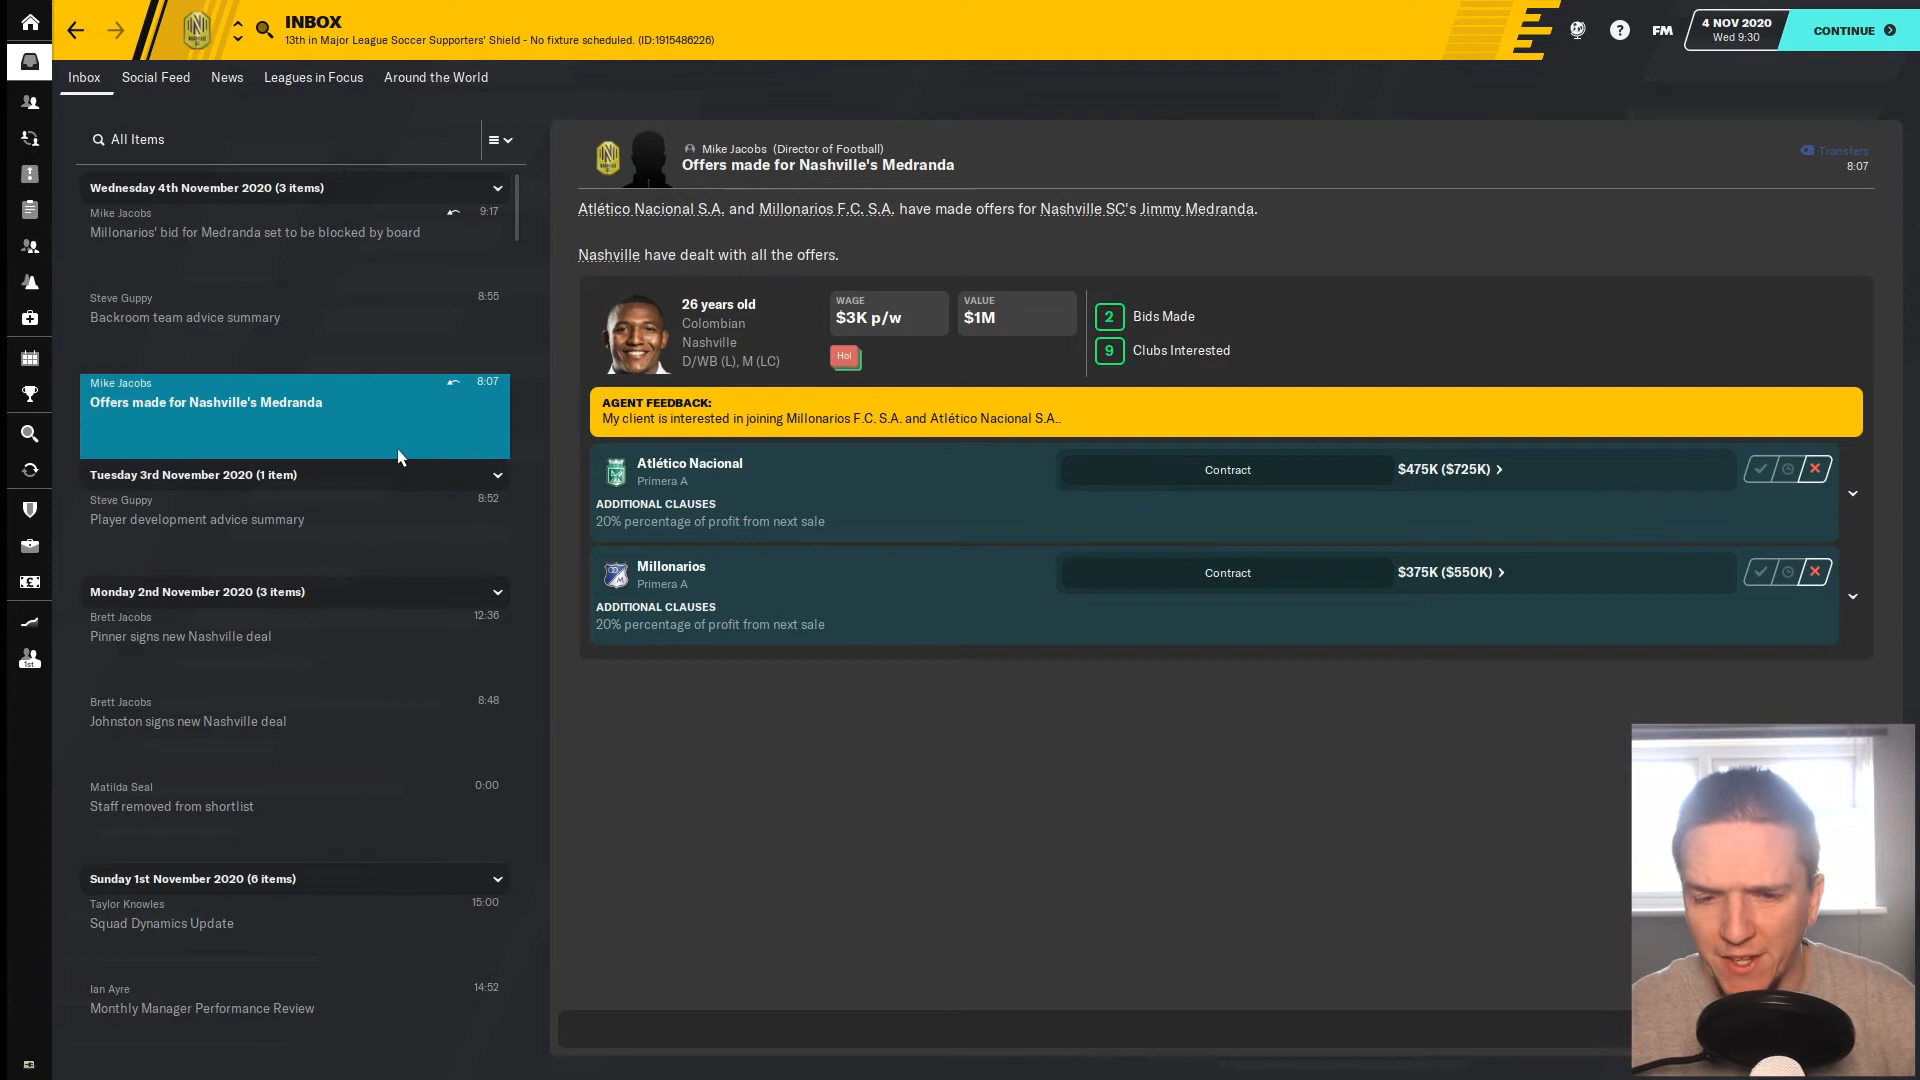 INBOX
13th in Major League Soccer Supporters' Shield - No fixture scheduled. (ID:1915486226)
?
FM
4 NOV 2020
Wed 9:30
CONTINUE
Inbox
Social Feed
News
Leagues in Focus
Around the World
All Items
Wednesday 4th November 2020 (3 items)
Mike Jacobs 9:17
Millonarios' bid for Medranda set to be blocked by board
Steve Guppy 8:55
Backroom team advice summary
Mike Jacobs 8:07
Offers made for Nashville's Medranda
Tuesday 3rd November 2020 (1 item)
Steve Guppy 8:52
Player development advice summary
Monday 2nd November 2020 (3 items)
Brett Jacobs 12:36
Pinner signs new Nashville deal
Brett Jacobs 8:48
Johnston signs new Nashville deal
Matilda Seal 0:00
Staff removed from shortlist
Sunday 1st November 2020 (6 items)
Taylor Knowles 15:00
Squad Dynamics Update
Ian Ayre 14:52
Monthly Manager Performance Review
1st
Mike Jacobs (Director of Football)
Offers made for Nashville's Medranda
Transfers
8:07
Atlético Nacional S.A. and Millonarios F.C. S.A. have made offers for Nashville SC's Jimmy Medranda.
Nashville have dealt with all the offers.
26 years old
Colombian
Nashville
D/WB (L), M (LC)
WAGE
$3K p/w
VALUE
$1M
Hol
2 Bids Made
9 Clubs Interested
AGENT FEEDBACK:
My client is interested in joining Millonarios F.C. S.A. and Atlético Nacional S.A..
Atlético Nacional
Primera A
Contract
$475K ($725K)
ADDITIONAL CLAUSES
20% percentage of profit from next sale
Millonarios
Primera A
Contract
$375K ($550K)
ADDITIONAL CLAUSES
20% percentage of profit from next sale